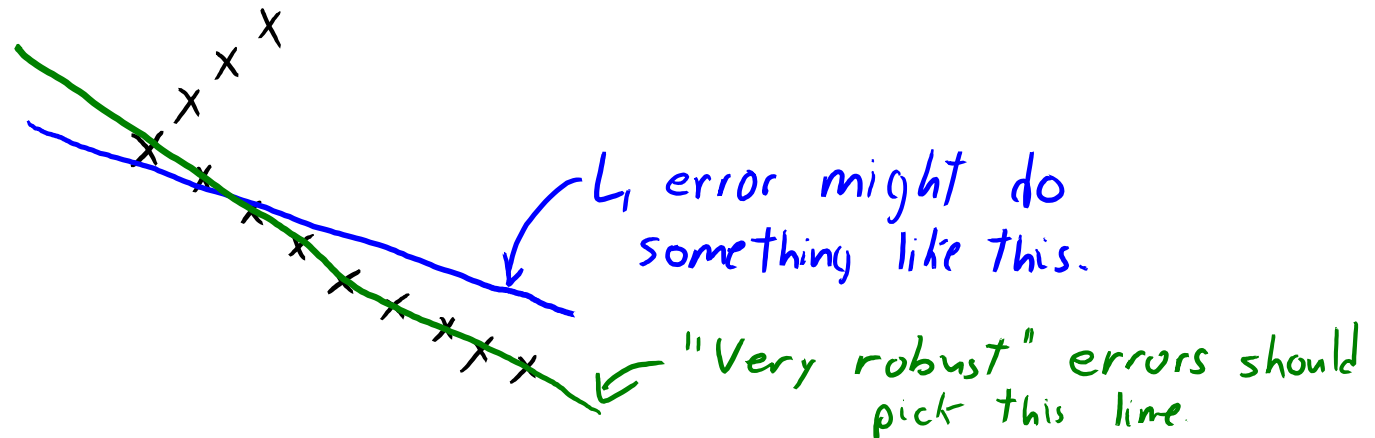 L₁ error might do
something like this.
"Very robust" errors should
pick this line.